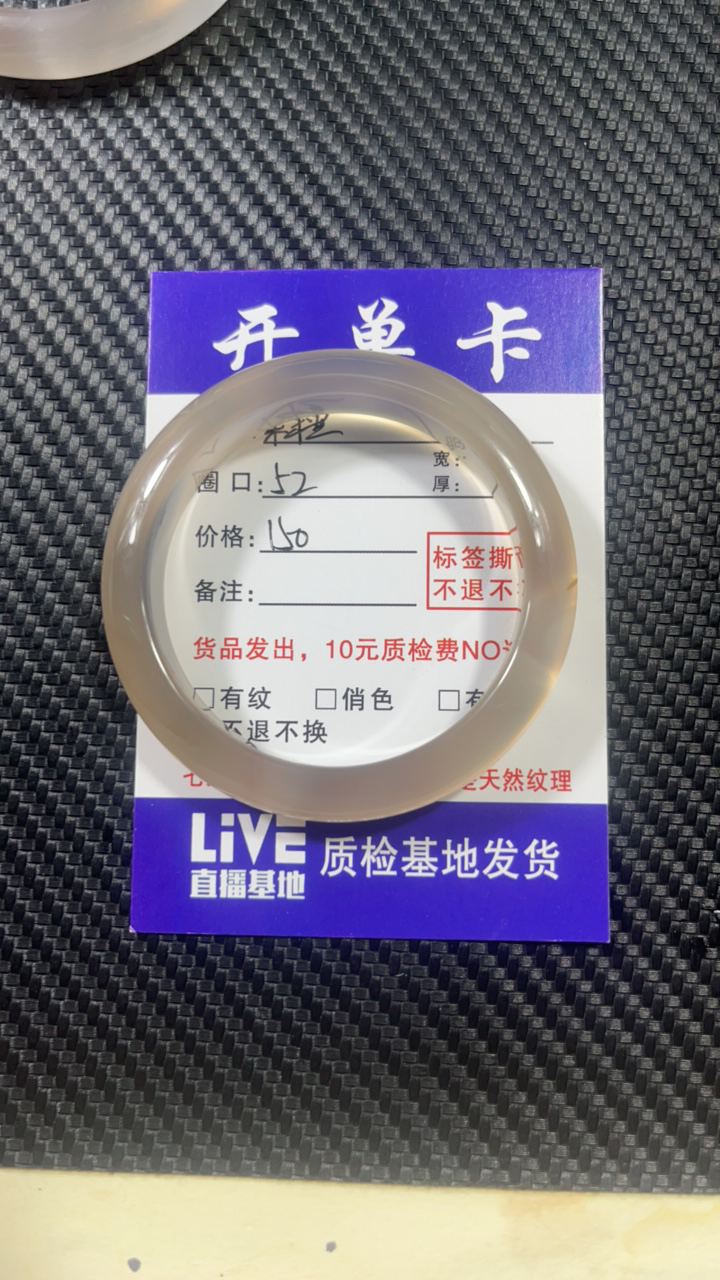 开单卡
宽:
圈口: 52
厚:
价格: 150
标签撕
备注:
不退不
货品发出，10元质检费NO
□有纹 □俏色 □有
不退不换
天然纹理
LiVE
直播基地
质检基地发货